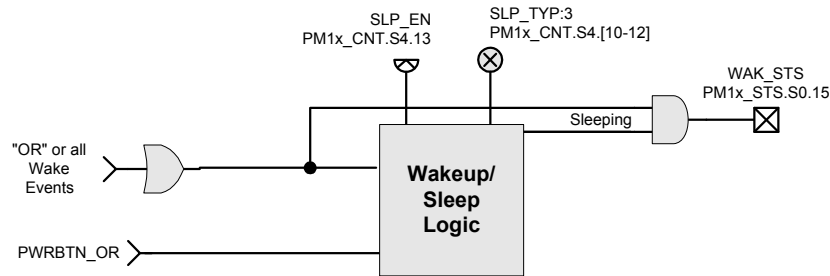 SLP_EN
PM1x_CNT.S4.13
SLP_TYP:3
PM1x_CNT.S4.[10-12]
WAK_STS
PM1x_STS.S0.15
Sleeping
"OR" or all
Wake
Events
Wakeup/
Sleep
Logic
PWRBTN_OR